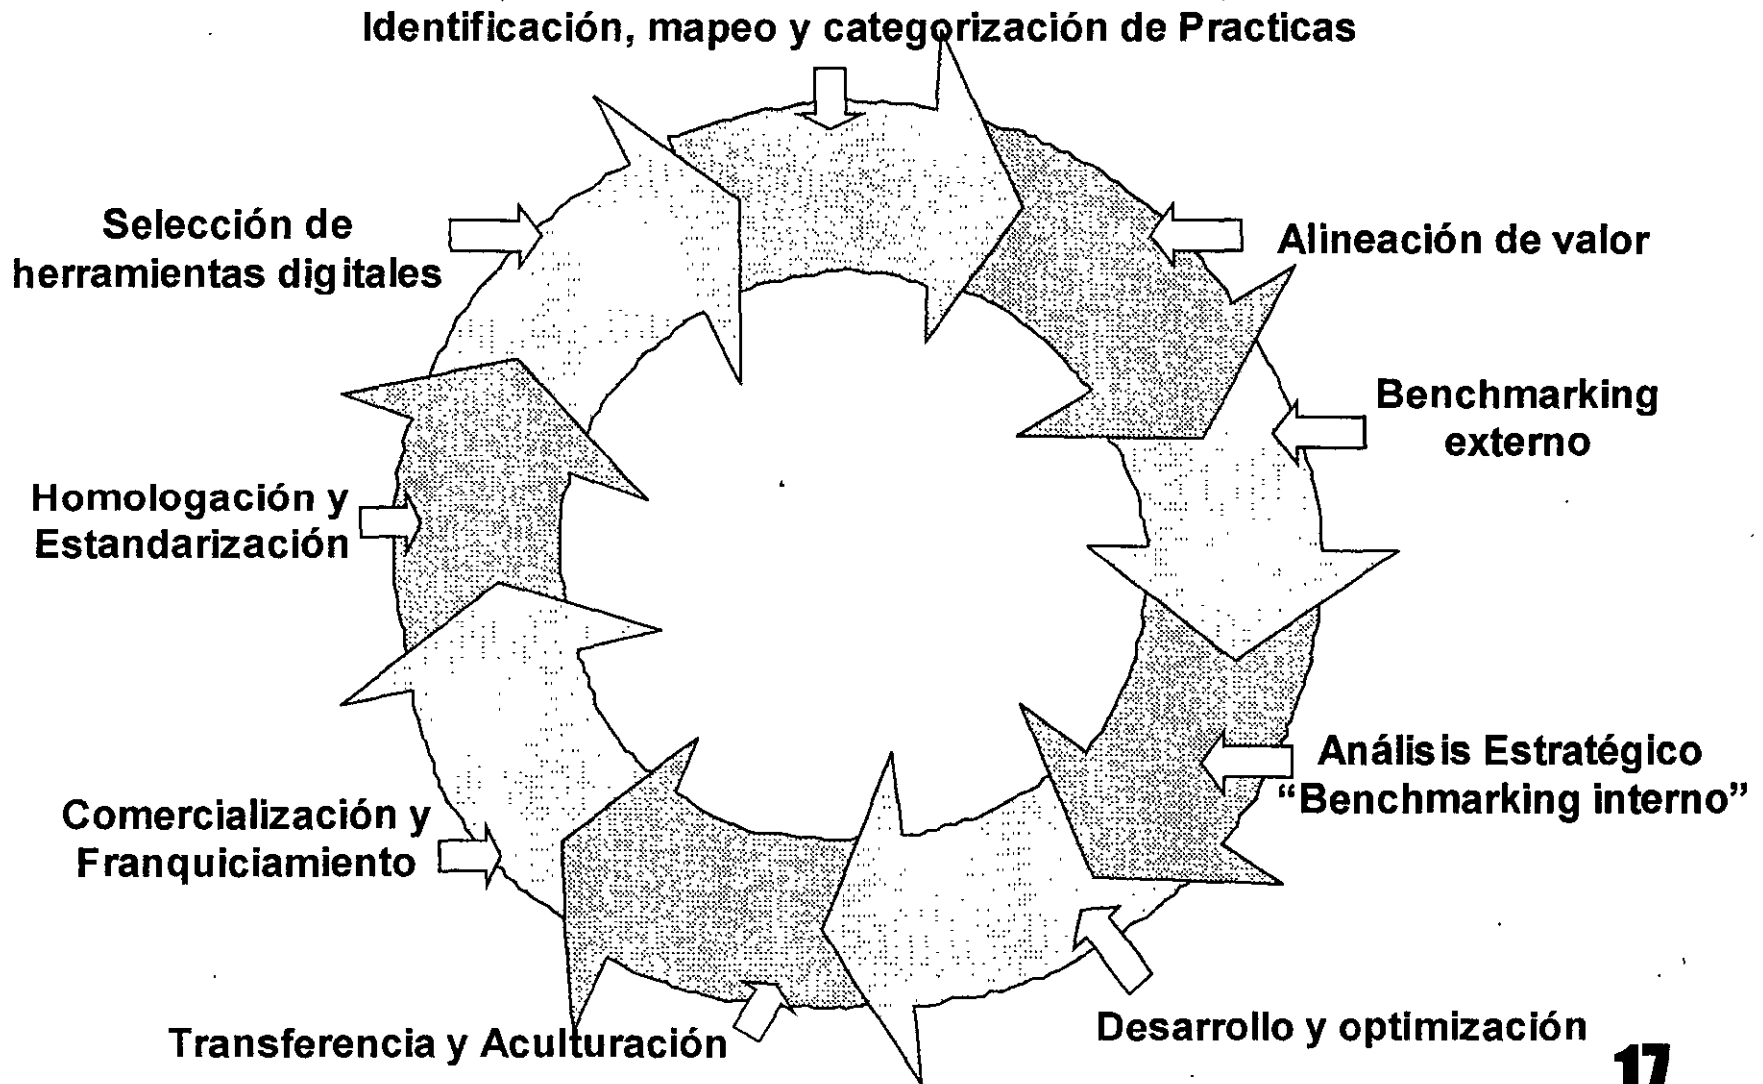 Identificación, mapeo y categorización de Practicas
Alineación de valor
Benchmarking
externo
Análisis Estratégico
“Benchmarking interno”
Desarrollo y optimización
Transferencia y Aculturación
Comercialización y
Franquiciamiento
Homologación y
Estandarización
Selección de
herramientas digitales
17